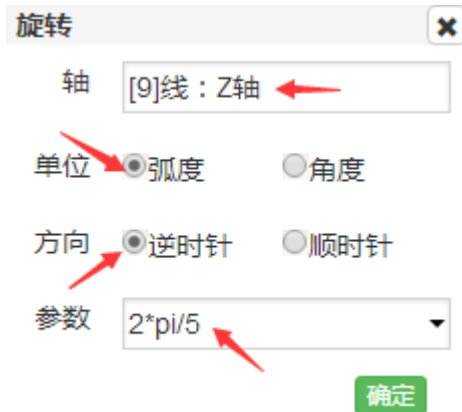 旋转
轴 [9]线：Z轴
单位 弧度 角度
方向 逆时针 顺时针
参数 2*pi/5
确定